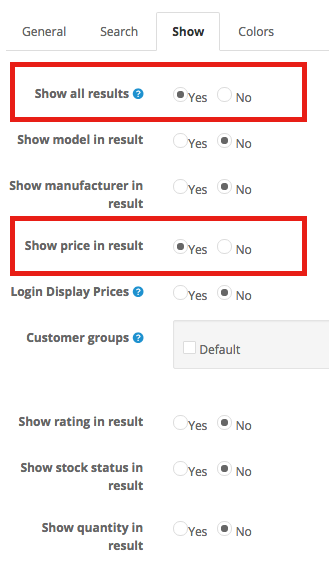 General Search Show Colors
Show all results ? Yes No
Show model in result Yes No
Show manufacturer in
result Yes No
Show price in result Yes No
Login Display Prices ? Yes No
Customer groups ? Default
Show rating in result Yes No
Show stock status in
result Yes No
Show quantity in
result Yes No